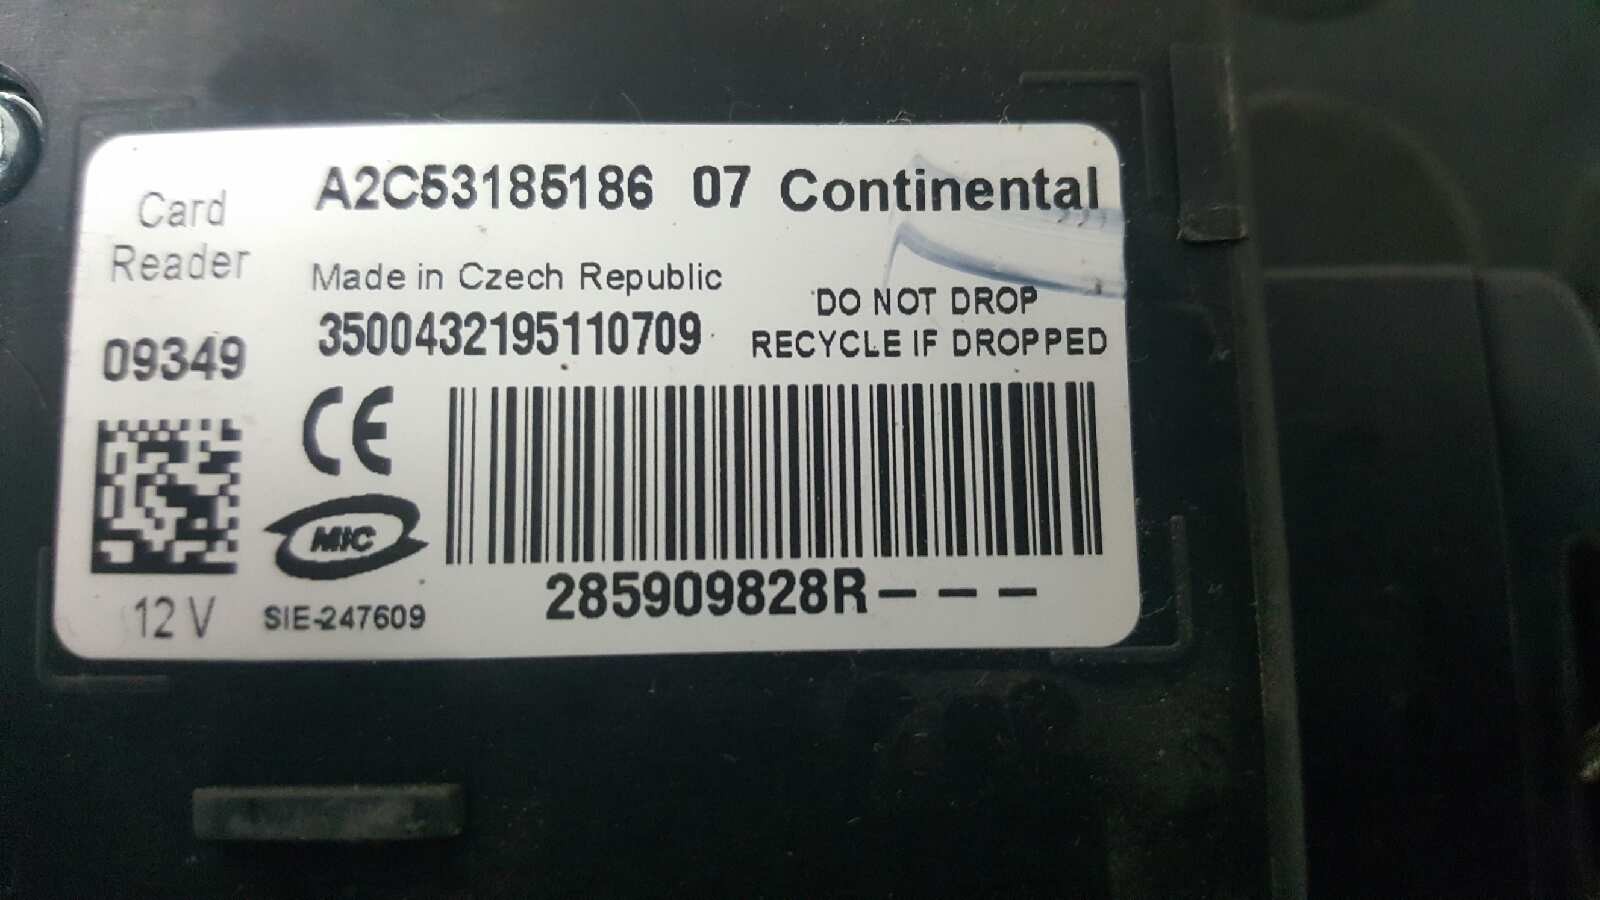 Card
Reader
09349
12 V
A2C53185186 07 Continental
Made in Czech Republic
3500432195110709
DO NOT DROP
RECYCLE IF DROPPED
CE
MIC
SIE-247609
285909828R---